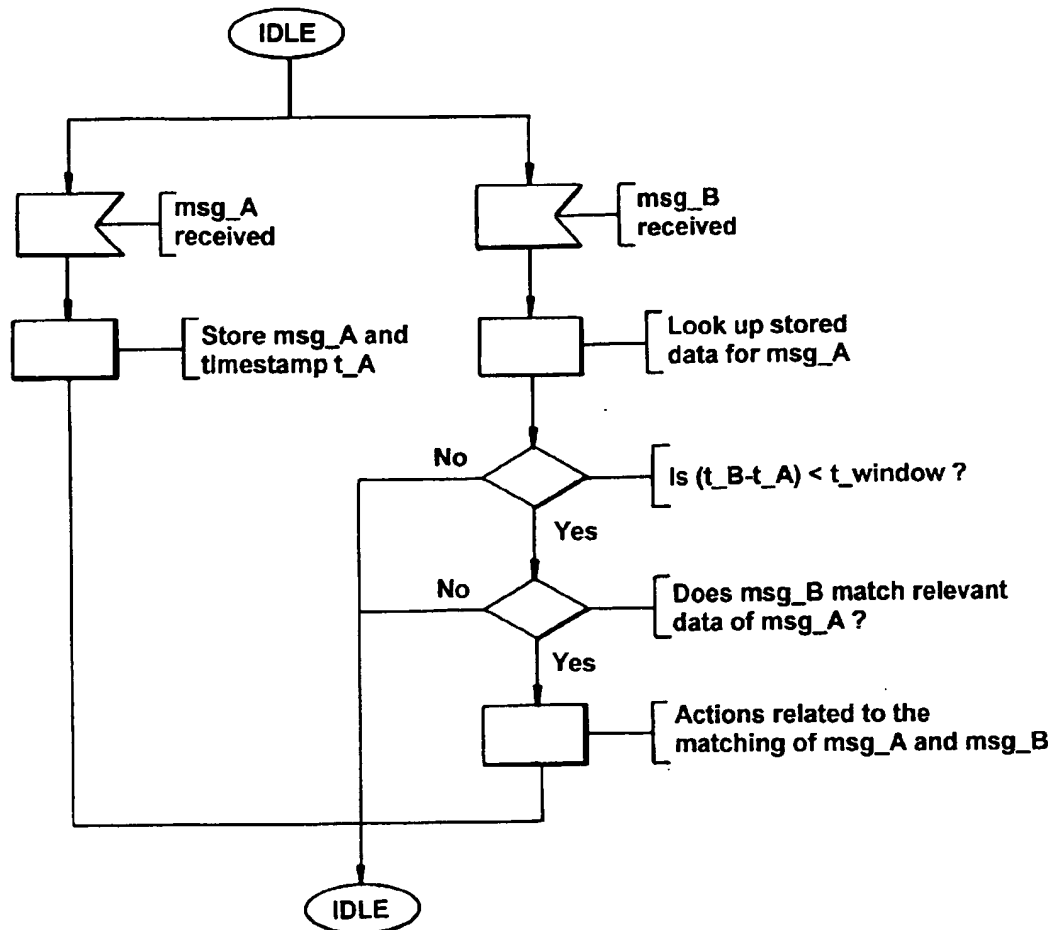 IDLE
msg_A
received
msg_B
received
Store msg_A and
timestamp t_A
Look up stored
data for msg_A
No
Is (t_B-t_A) < t_window ?
Yes
No
Does msg_B match relevant
data of msg_A ?
Yes
Actions related to the
matching of msg_A and msg_B
IDLE